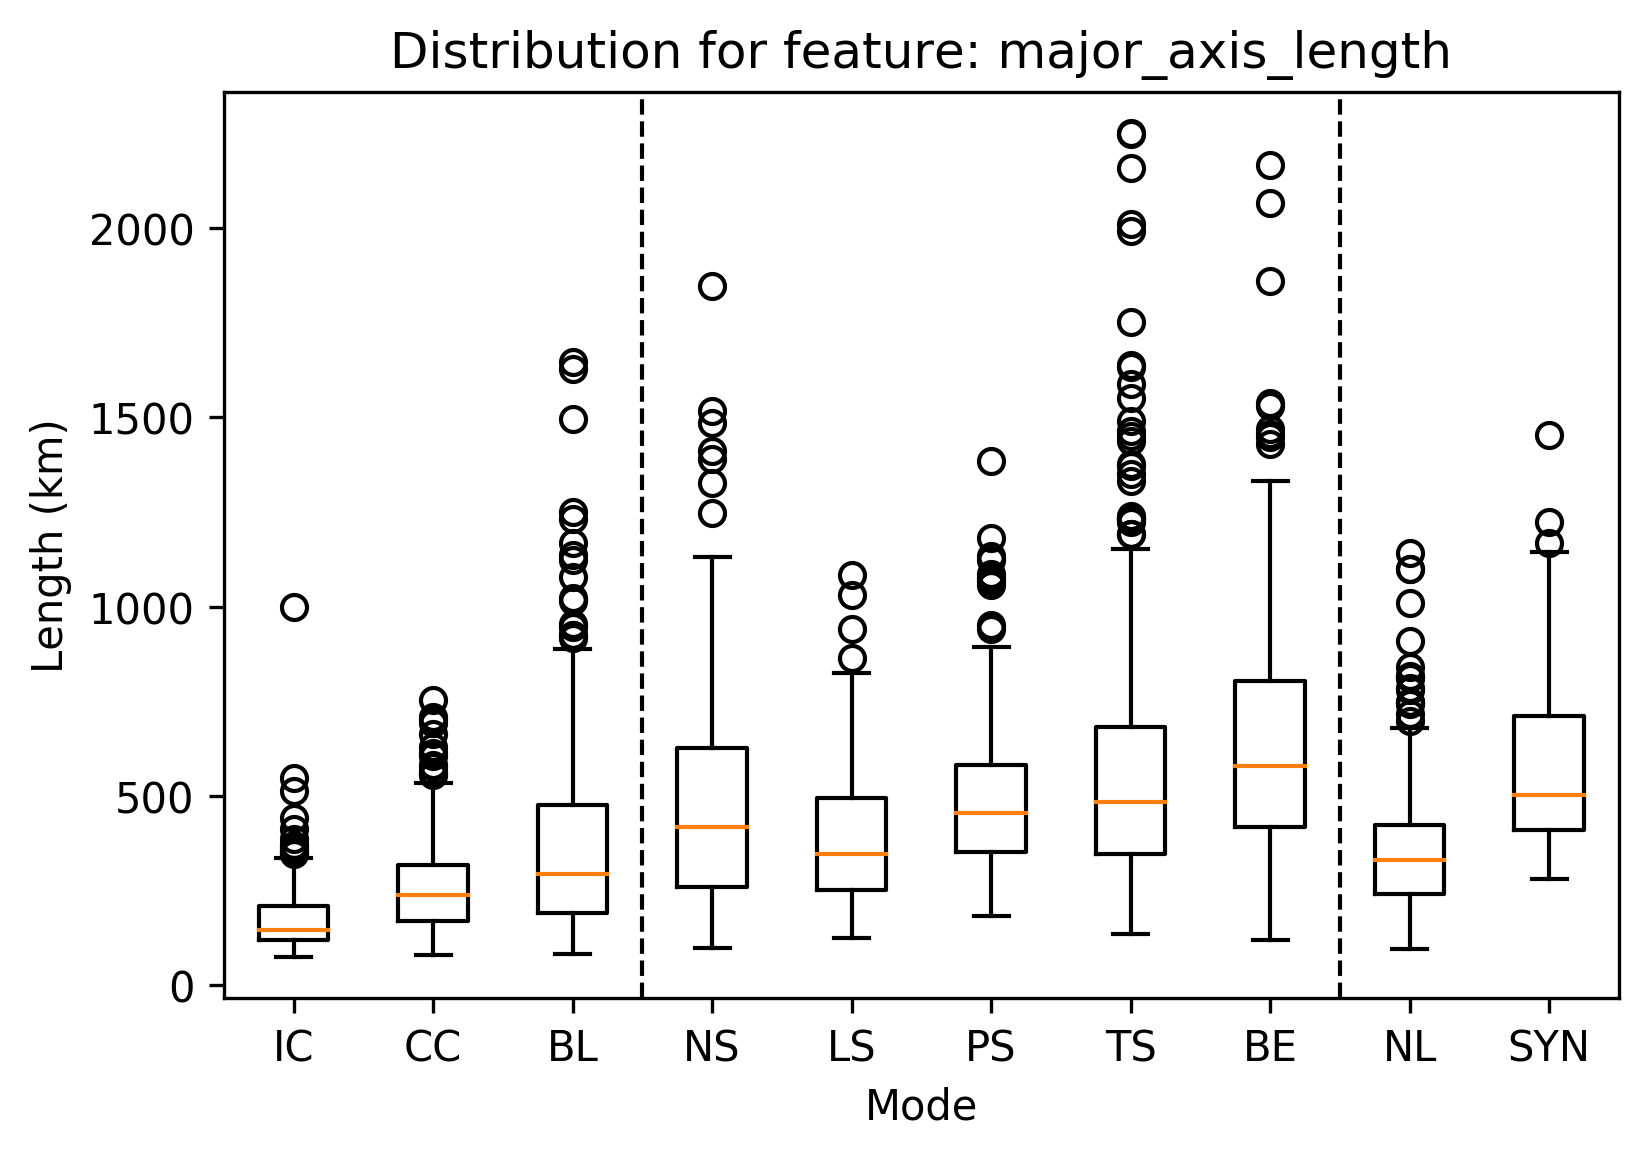 Distribution for feature: major_axis_length
Length (km)
2000
1500
1000
500
0
IC CC BL NS LS PS TS BE NL SYN
Mode